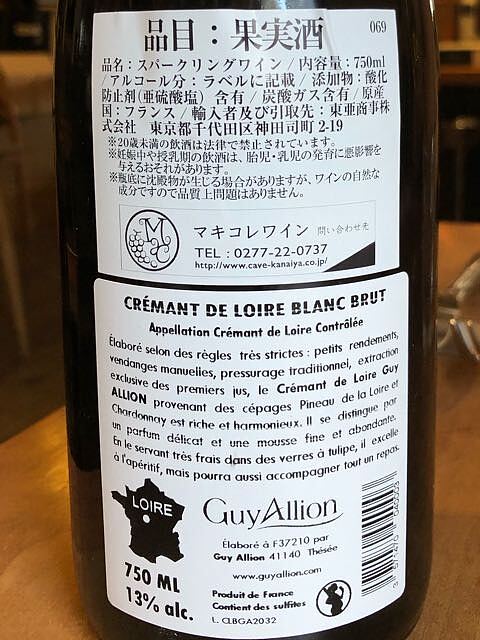 品目：果実酒
069
品名：スパークリングワイン / 内容量：750ml
/ アルコール分：ラベルに記載 / 添加物：酸化
防止剤(亜硫酸塩) 含有 / 炭酸ガス含有 / 原産
国：フランス / 輸入者及び引取先：東亜商事株
式会社 東京都千代田区神田司町 2-19
※20歳未満の飲酒は法律で禁止されています。
※妊娠中や授乳期の飲酒は、胎児・乳児の発育に悪影響を
与えるおそれがあります。
※瓶底に沈殿物が生じる場合がありますが、ワインの自然な
成分ですので品質上問題はありません。
マキコレワイン 問い合わせ先
TEL：0277-22-0737
http://www.cave-kanaiya.co.jp/
CRÉMANT DE LOIRE BLANC BRUT
Appellation Crémant de Loire Contrôlée
Élaboré selon des règles très strictes : petits rendements,
vendanges manuelles, pressurage traditionnel, extraction
exclusive des premiers jus, le Crémant de Loire Guy
ALLION provenant des cépages Pineau de la Loire et
Chardonnay est riche et harmonieux. Il se distingue par
un parfum délicat et une mousse fine et abondante.
En le servant très frais dans des verres à tulipe, il excelle
à l'apéritif, mais pourra aussi accompagner tout un repas.
LOIRE
GuyAllion
Élaboré à F37210 par
Guy Allion 41140 Thésée
www.guyallion.com
750 ML
13% alc.
Produit de France
Contient des sulfites
L. CLBGA2032